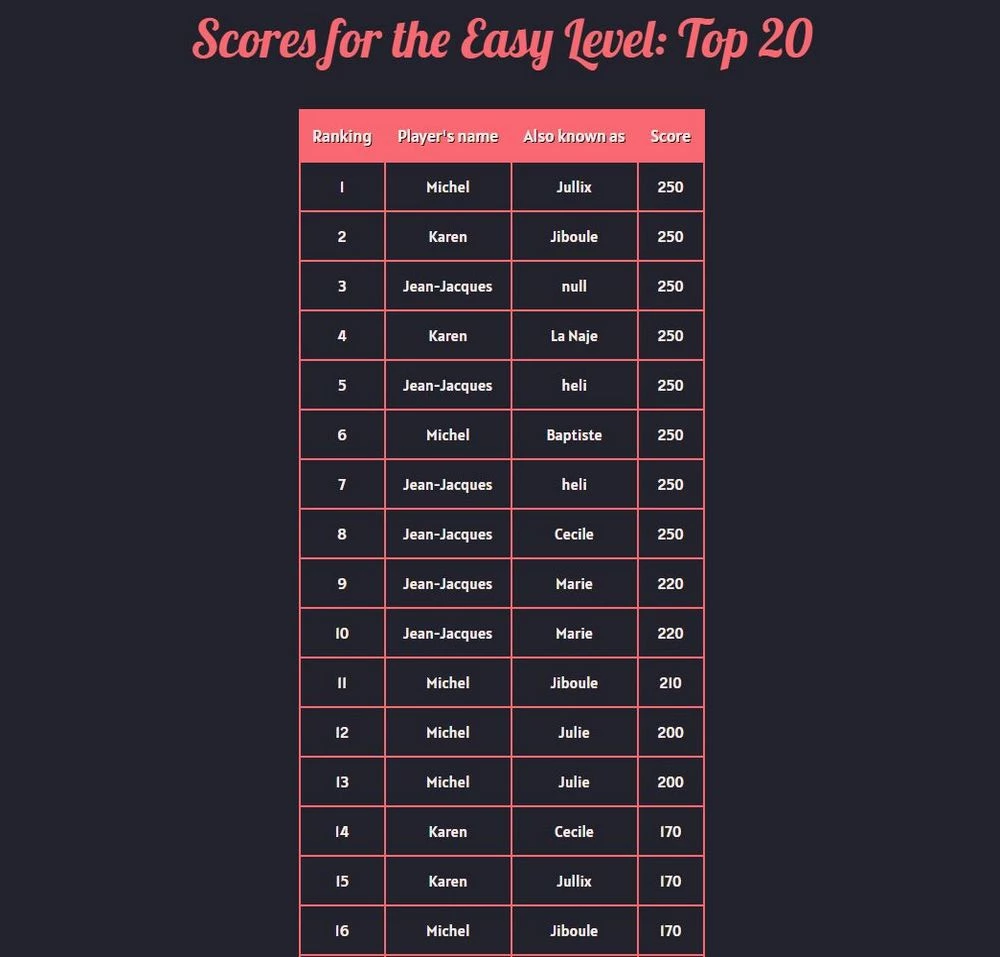 Scores for the Easy Level: Top 20
Ranking Player's name Also known as Score
1 Michel Jullix 250
2 Karen Jiboule 250
3 Jean-Jacques null 250
4 Karen La Naje 250
5 Jean-Jacques heli 250
6 Michel Baptiste 250
7 Jean-Jacques heli 250
8 Jean-Jacques Cecile 250
9 Jean-Jacques Marie 220
10 Jean-Jacques Marie 220
11 Michel Jiboule 210
12 Michel Julie 200
13 Michel Julie 200
14 Karen Cecile 170
15 Karen Jullix 170
16 Michel Jiboule 170